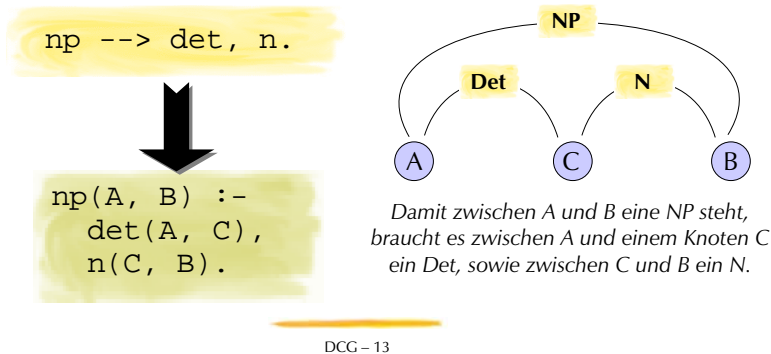 np --> det, n.
np(A, B) :-
det(A, C),
n(C, B).
NP
Det N
A C B
Damit zwischen A und B eine NP steht,
braucht es zwischen A und einem Knoten C
ein Det, sowie zwischen C und B ein N.
DCG – 13